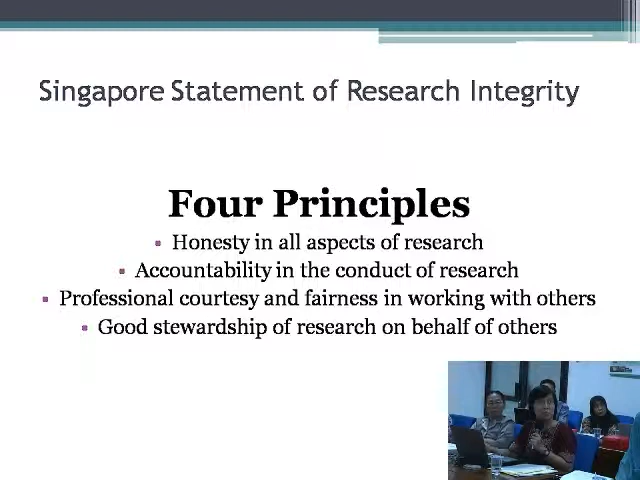 Singapore Statement of Research Integrity
Four Principles
▪ Honesty in all aspects of research
▪ Accountability in the conduct of research
▪ Professional courtesy and fairness in working with others
▪ Good stewardship of research on behalf of others